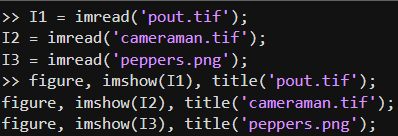 >> I1 = imread('pout.tif');
I2 = imread('cameraman.tif');
I3 = imread('peppers.png');
>> figure, imshow(I1), title('pout.tif');
figure, imshow(I2), title('cameraman.tif');
figure, imshow(I3), title('peppers.png');